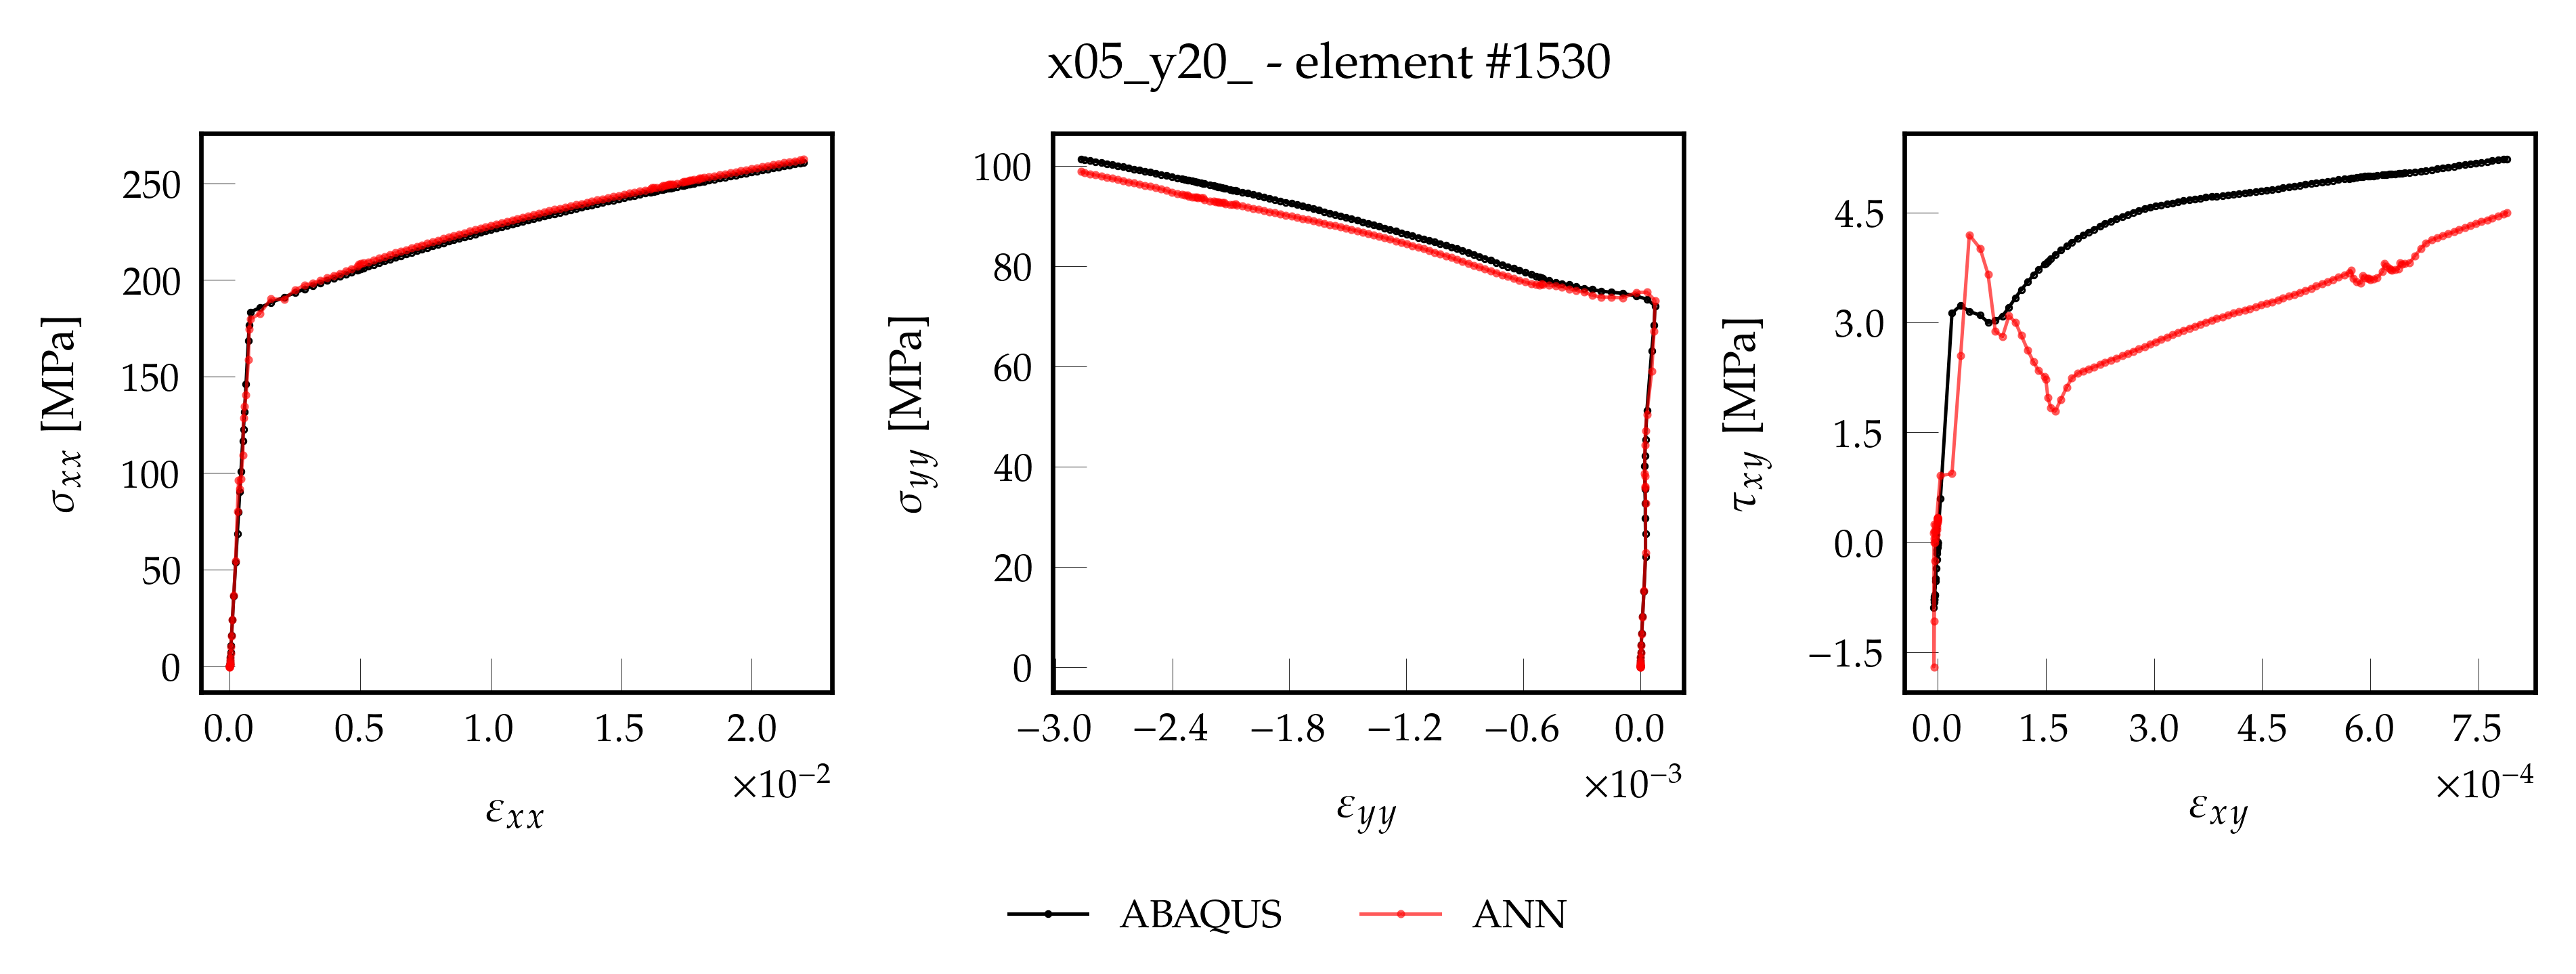 x05_y20_ - element #1530
σxx [MPa]
250
200
150
100
50
0
0.0 0.5 1.0 1.5 2.0
×10−2
εxx
σyy [MPa]
100
80
60
40
20
0
−3.0 −2.4 −1.8 −1.2 −0.6 0.0
×10−3
εyy
τxy [MPa]
4.5
3.0
1.5
0.0
−1.5
0.0 1.5 3.0 4.5 6.0 7.5
×10−4
εxy
ABAQUS ANN